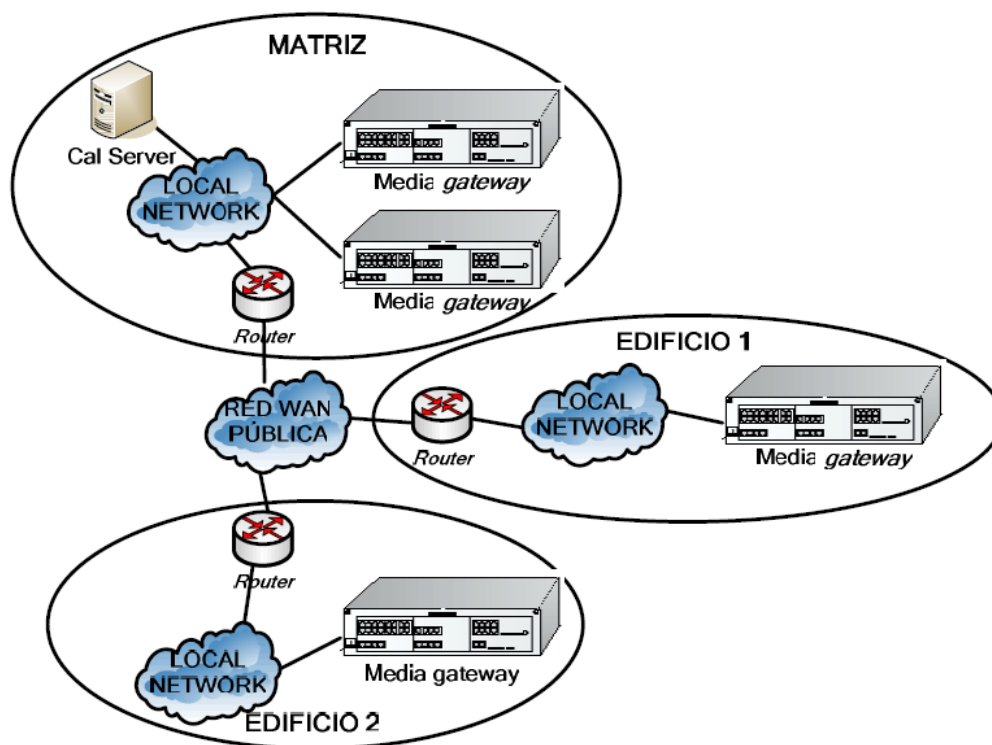 MATRIZ
Cal Server
LOCAL
NETWORK
Media gateway
Media gateway
Router
EDIFICIO 1
RED WAN
PÚBLICA
LOCAL
NETWORK
Router
Media gateway
Router
LOCAL
NETWORK
Media gateway
EDIFICIO 2